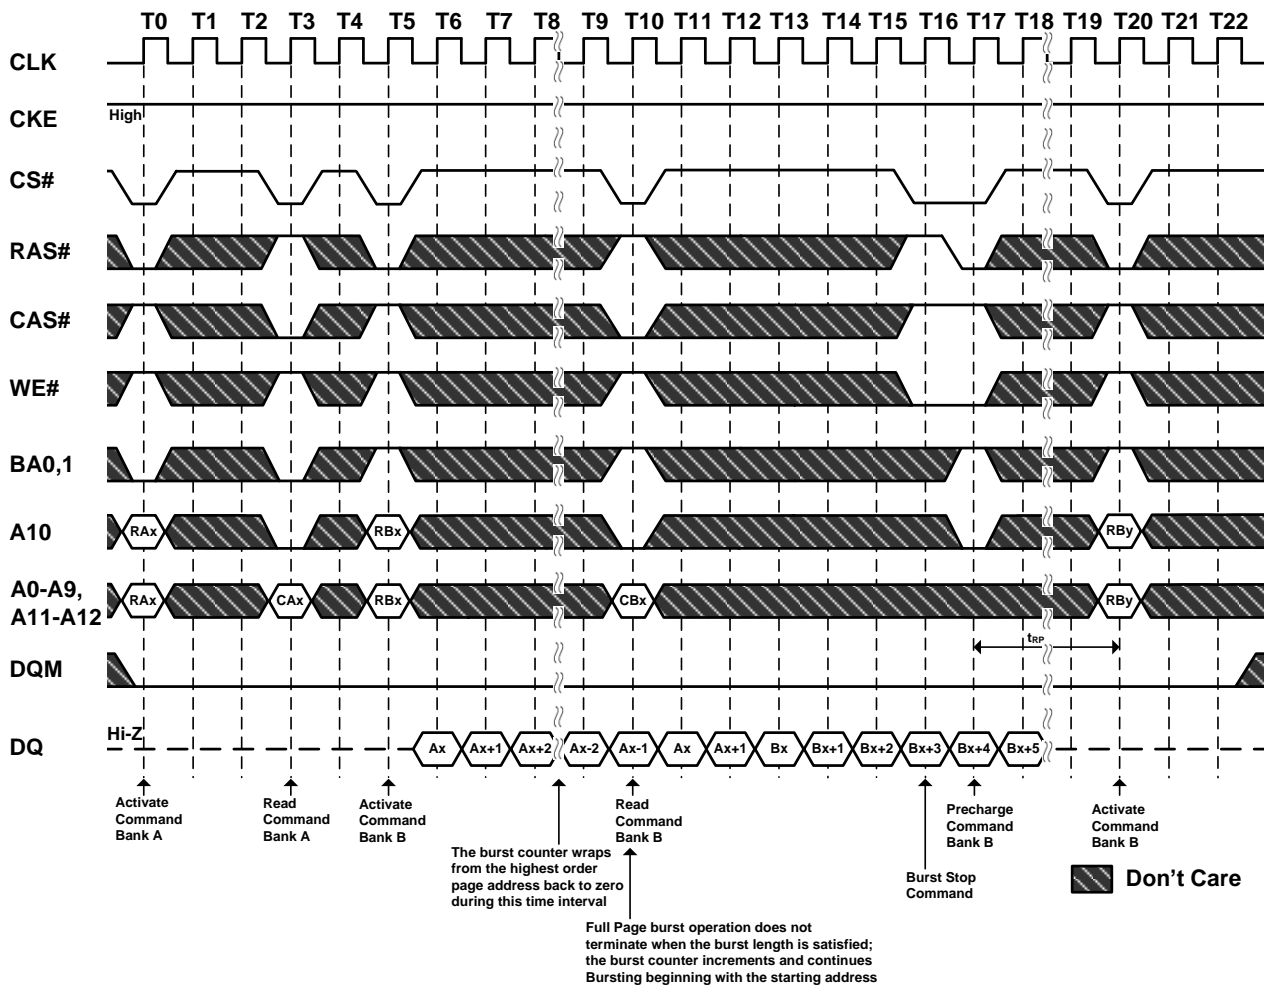 T0 T1 T2 T3 T4 T5 T6 T7 T8 T9 T10 T11 T12 T13 T14 T15 T16 T17 T18 T19 T20 T21 T22
CLK
CKE
High
CS#
RAS#
CAS#
WE#
BA0,1
A10
RAx RBx RBy
A0-A9,
A11-A12
RAx CAx RBx CBx RBy
tRP
DQM
DQ
Hi-Z
Ax Ax+1 Ax+2 Ax-2 Ax-1 Ax Ax+1 Bx Bx+1 Bx+2 Bx+3 Bx+4 Bx+5
Activate
Command
Bank A
Read
Command
Bank A
Activate
Command
Bank B
The burst counter wraps
from the highest order
page address back to zero
during this time interval
Read
Command
Bank B
Full Page burst operation does not
terminate when the burst length is satisfied;
the burst counter increments and continues
Bursting beginning with the starting address
Burst Stop
Command
Precharge
Command
Bank B
Activate
Command
Bank B
Don't Care